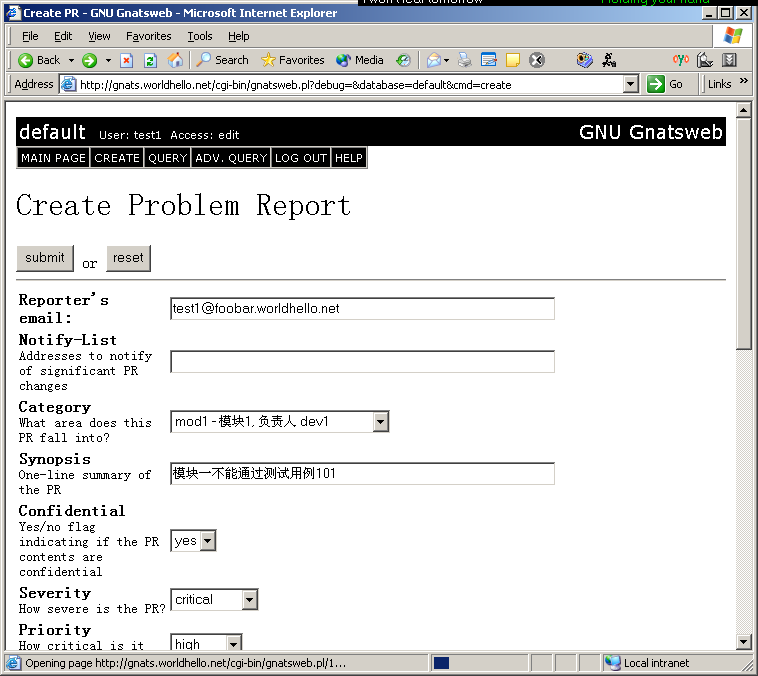 Create PR - GNU Gnatsweb - Microsoft Internet Explorer
File Edit View Favorites Tools Help
Back Search Favorites Media
Address http://gnats.worldhello.net/cgi-bin/gnatsweb.pl?debug=&database=default&cmd=create Go Links »
default User: test1 Access: edit GNU Gnatsweb
MAIN PAGE CREATE QUERY ADV. QUERY LOG OUT HELP
Create Problem Report
submit or reset
Reporter's
email:
test1@foobar.worldhello.net
Notify-List
Addresses to notify
of significant PR
changes
Category
What area does this
PR fall into?
mod1 - 模块1, 负责人 dev1
Synopsis
One-line summary of
the PR
模块一不能通过测试用例101
Confidential
Yes/no flag
indicating if the PR
contents are
confidential
yes
Severity
How severe is the PR?
critical
Priority
How critical is it
high
Opening page http://gnats.worldhello.net/cgi-bin/gnatsweb.pl/1... Local intranet